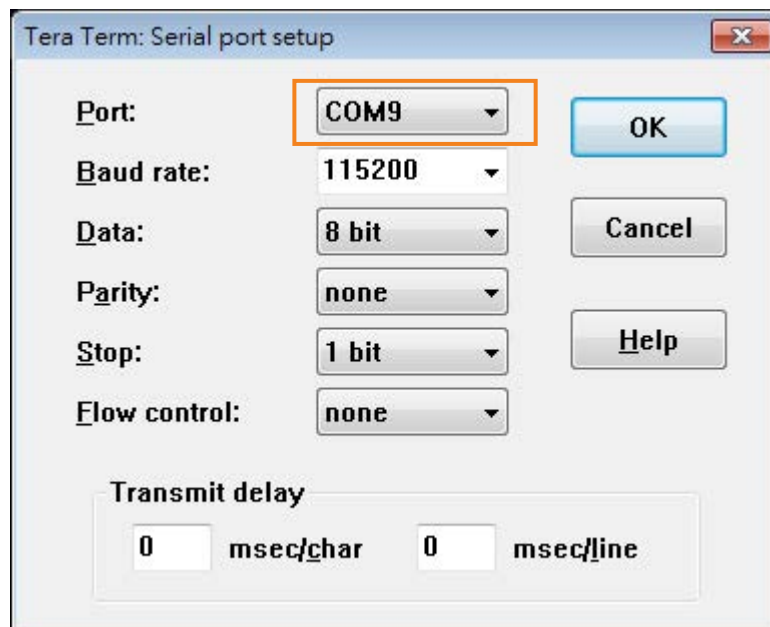 Tera Term: Serial port setup
Port: COM9 OK
Baud rate: 115200
Data: 8 bit Cancel
Parity: none
Stop: 1 bit Help
Flow control: none
Transmit delay
0 msec/char 0 msec/line